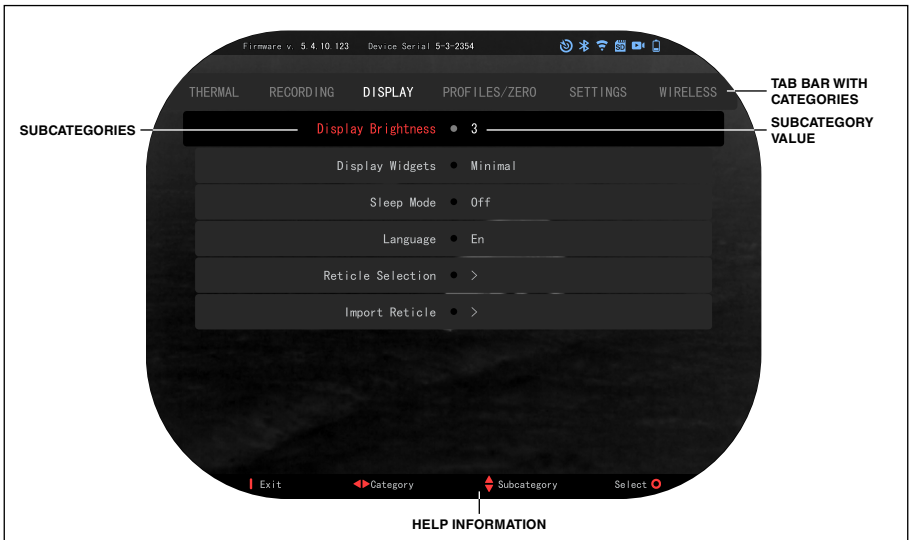 Firmware v. 5.4.10.123 Device Serial 5-3-2354
SD
THERMAL RECORDING DISPLAY PROFILES/ZERO SETTINGS WIRELESS
TAB BAR WITH
CATEGORIES
SUBCATEGORIES
Display Brightness 3
SUBCATEGORY
VALUE
Display Widgets Minimal
Sleep Mode Off
Language En
Reticle Selection >
Import Reticle >
Exit Category Subcategory Select
HELP INFORMATION